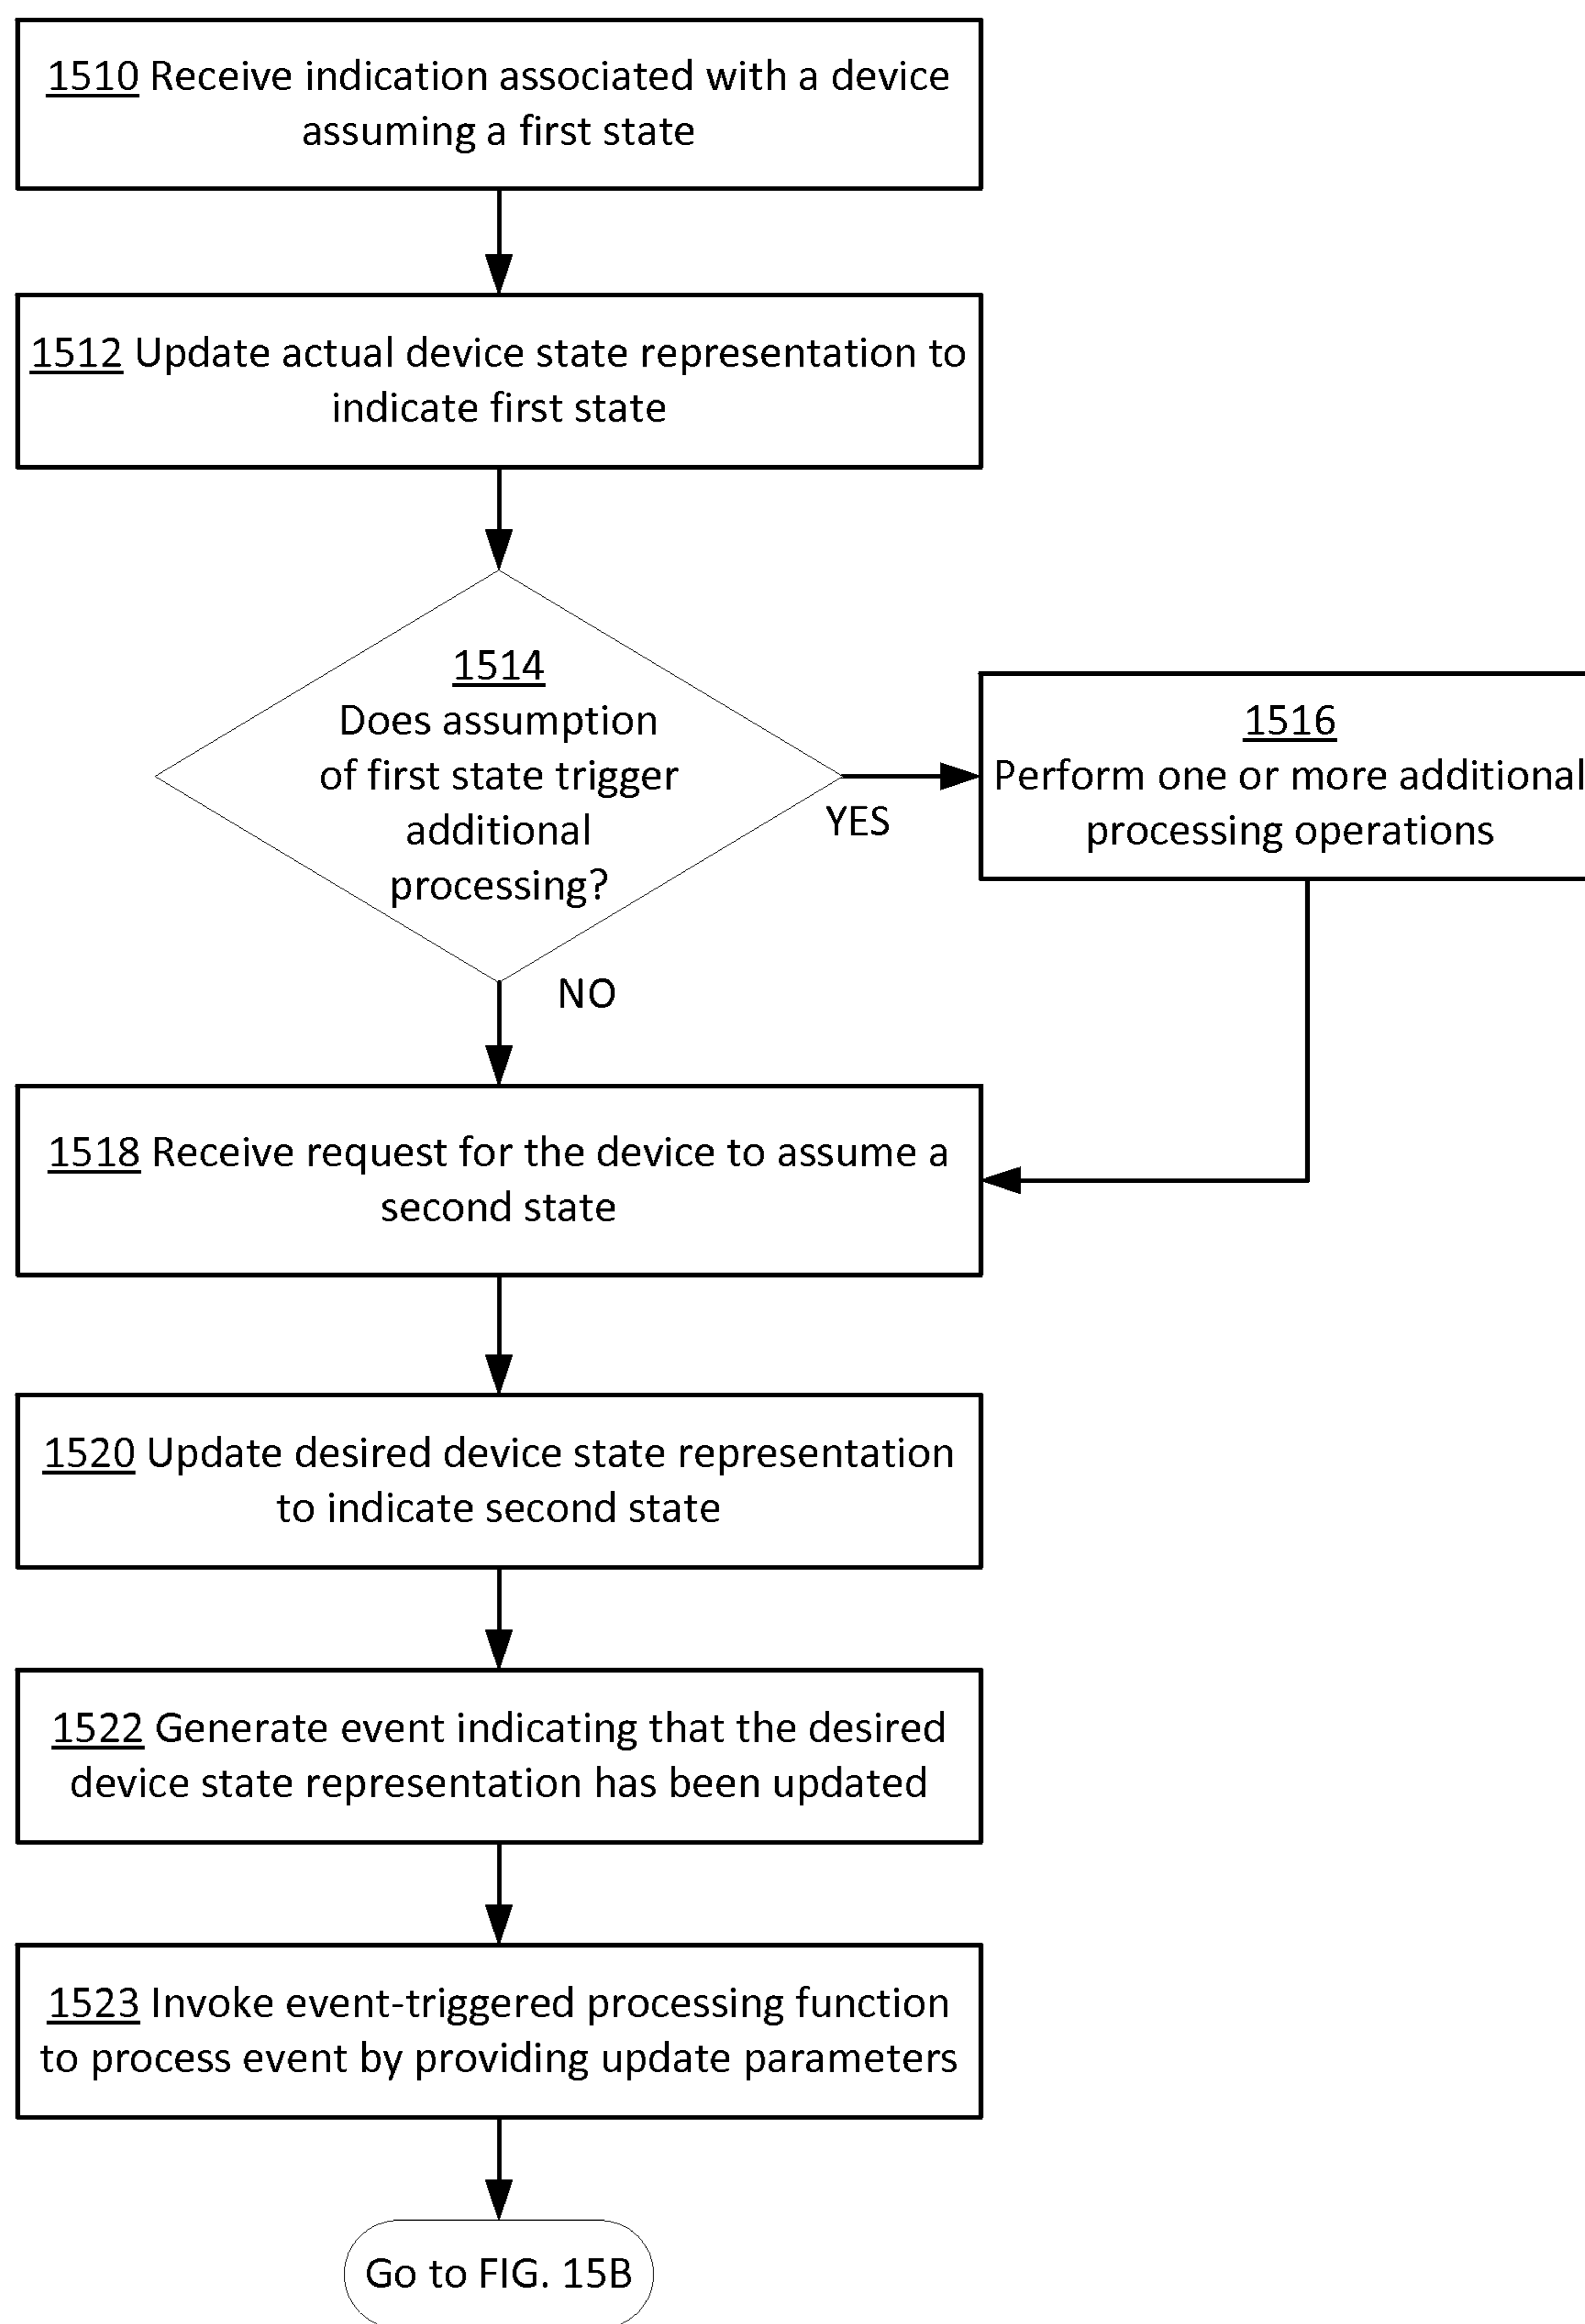 1510 Receive indication associated with a device
assuming a first state
1512 Update actual device state representation to
indicate first state
1514
Does assumption
of first state trigger
additional
processing?
YES
1516
Perform one or more additional
processing operations
NO
1518 Receive request for the device to assume a
second state
1520 Update desired device state representation
to indicate second state
1522 Generate event indicating that the desired
device state representation has been updated
1523 Invoke event-triggered processing function
to process event by providing update parameters
Go to FIG. 15B